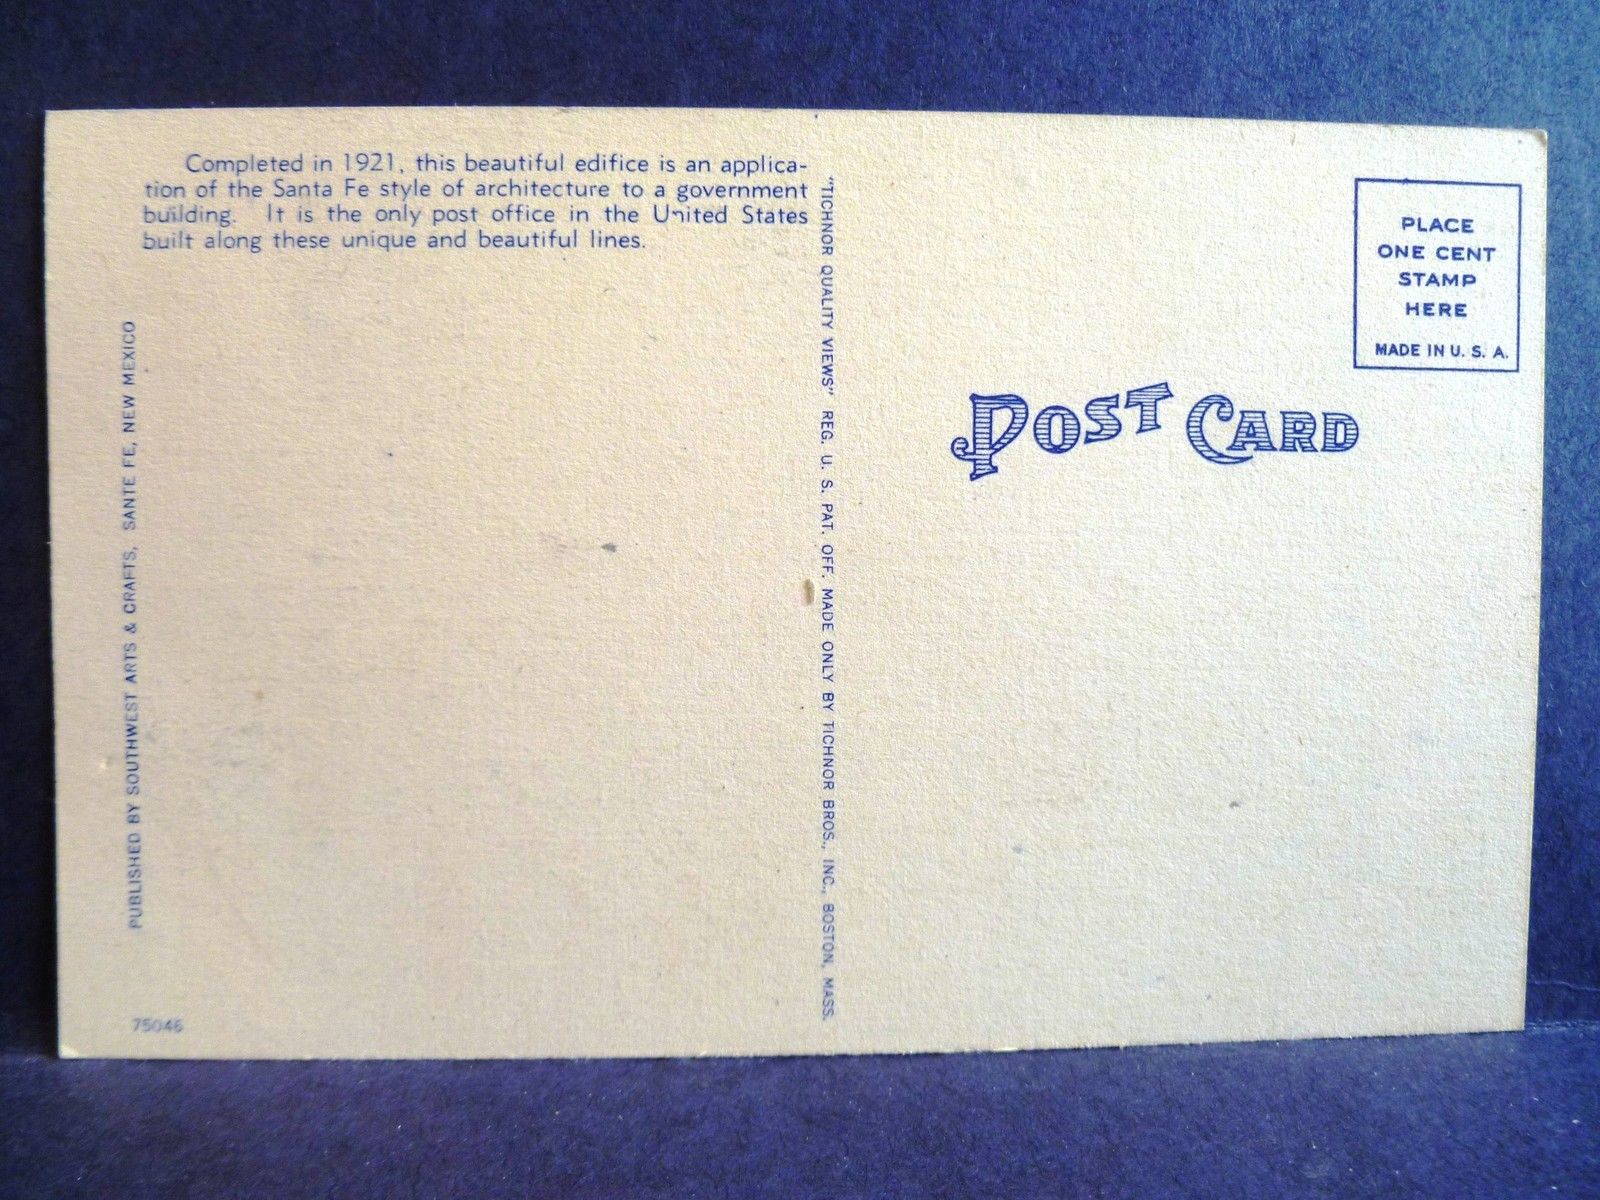 Completed in 1921, this beautiful edifice is an applica-
tion of the Santa Fe style of architecture to a government
building. It is the only post office in the United States
built along these unique and beautiful lines.
PUBLISHED BY SOUTHWEST ARTS & CRAFTS, SANTE FE, NEW MEXICO
75046
"TICHNOR QUALITY VIEWS" REG. U. S. PAT. OFF. MADE ONLY BY TICHNOR BROS., INC., BOSTON, MASS.
PLACE
ONE CENT
STAMP
HERE
MADE IN U. S. A.
POST CARD